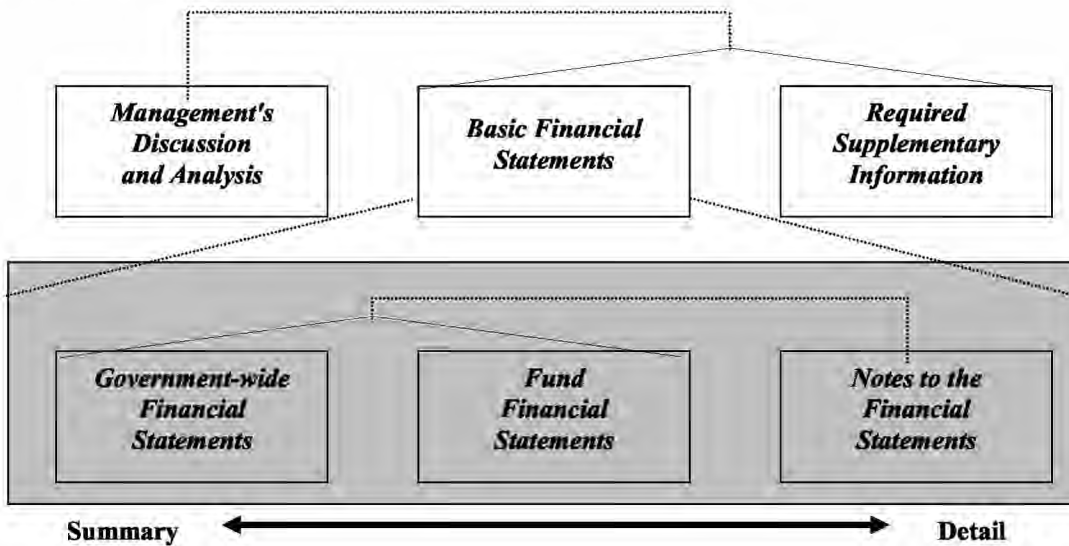 Management's
Discussion
and Analysis
Basic Financial
Statements
Required
Supplementary
Information
Government-wide
Financial
Statements
Fund
Financial
Statements
Notes to the
Financial
Statements
Summary
Detail